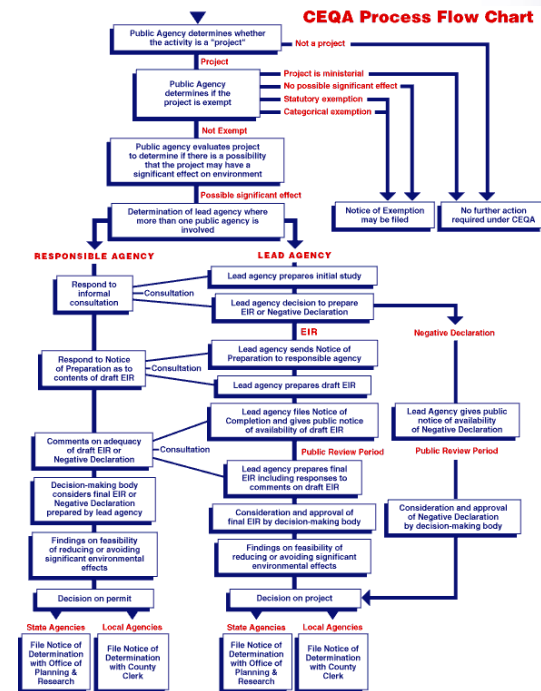 CEQA Process Flow Chart
Public Agency determines whether
the activity is a "project"
Not a project
Project
Public Agency
determines if the
project is exempt
Project is ministerial
No possible significant effect
Statutory exemption
Categorical exemption
Not Exempt
Public agency evaluates project
to determine if there is a possibility
that the project may have a
significant effect on environment
Possible significant effect
Notice of Exemption
may be filed
No further action
required under CEQA
Determination of lead agency where
more than one public agency is
involved
RESPONSIBLE AGENCY
LEAD AGENCY
Respond to
informal
consultation
Consultation
Lead agency prepares initial study
Lead agency decision to prepare
EIR or Negative Declaration
EIR
Negative Declaration
Respond to Notice
of Preparation as to
contents of draft EIR
Consultation
Lead agency sends Notice of
Preparation to responsible agency
Lead agency prepares draft EIR
Lead agency files Notice of
Completion and gives public notice
of availability of draft EIR
Lead Agency gives public
notice of availability
of Negative Declaration
Public Review Period
Public Review Period
Comments on adequacy
of draft EIR or
Negative Declaration
Consultation
Lead agency prepares final
EIR including responses to
comments on draft EIR
Decision-making body
considers final EIR or
Negative Declaration
prepared by lead agency
Consideration and approval of
final EIR by decision-making body
Consideration and approval
of Negative Declaration
by decision-making body
Findings on feasibility
of reducing or avoiding
significant environmental
effects
Findings on feasibility of
reducing or avoiding significant
environmental effects
Decision on permit
Decision on project
State Agencies
Local Agencies
State Agencies
Local Agencies
File Notice of
Determination
with Office of
Planning &
Research
File Notice of
Determination
with County
Clerk
File Notice of
Determination
with Office of
Planning &
Research
File Notice of
Determination
with County
Clerk